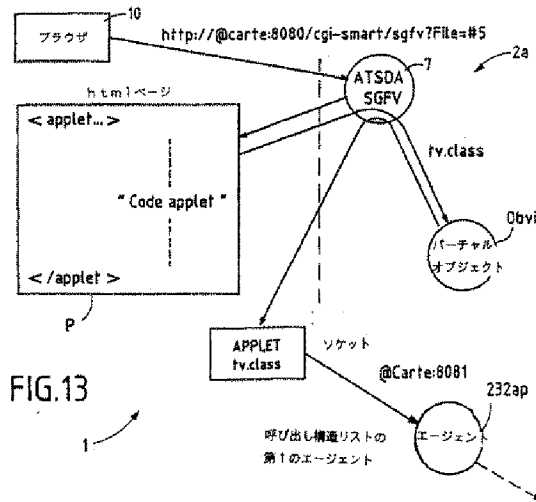 10
ブラウザ
http://@carte:8080/cgi-smart/sgfv?File=#5
7
2a
ATSDA
SGFV
htmlページ
<applet...>
"Code applet"
</applet>
P
tv.class
Obvi
バーチャル
オブジェクト
APPLET
tv.class
ソケット
@Carte:8081
232ap
エージェント
呼び出し構造リストの
第1のエージェント
FIG.13
1